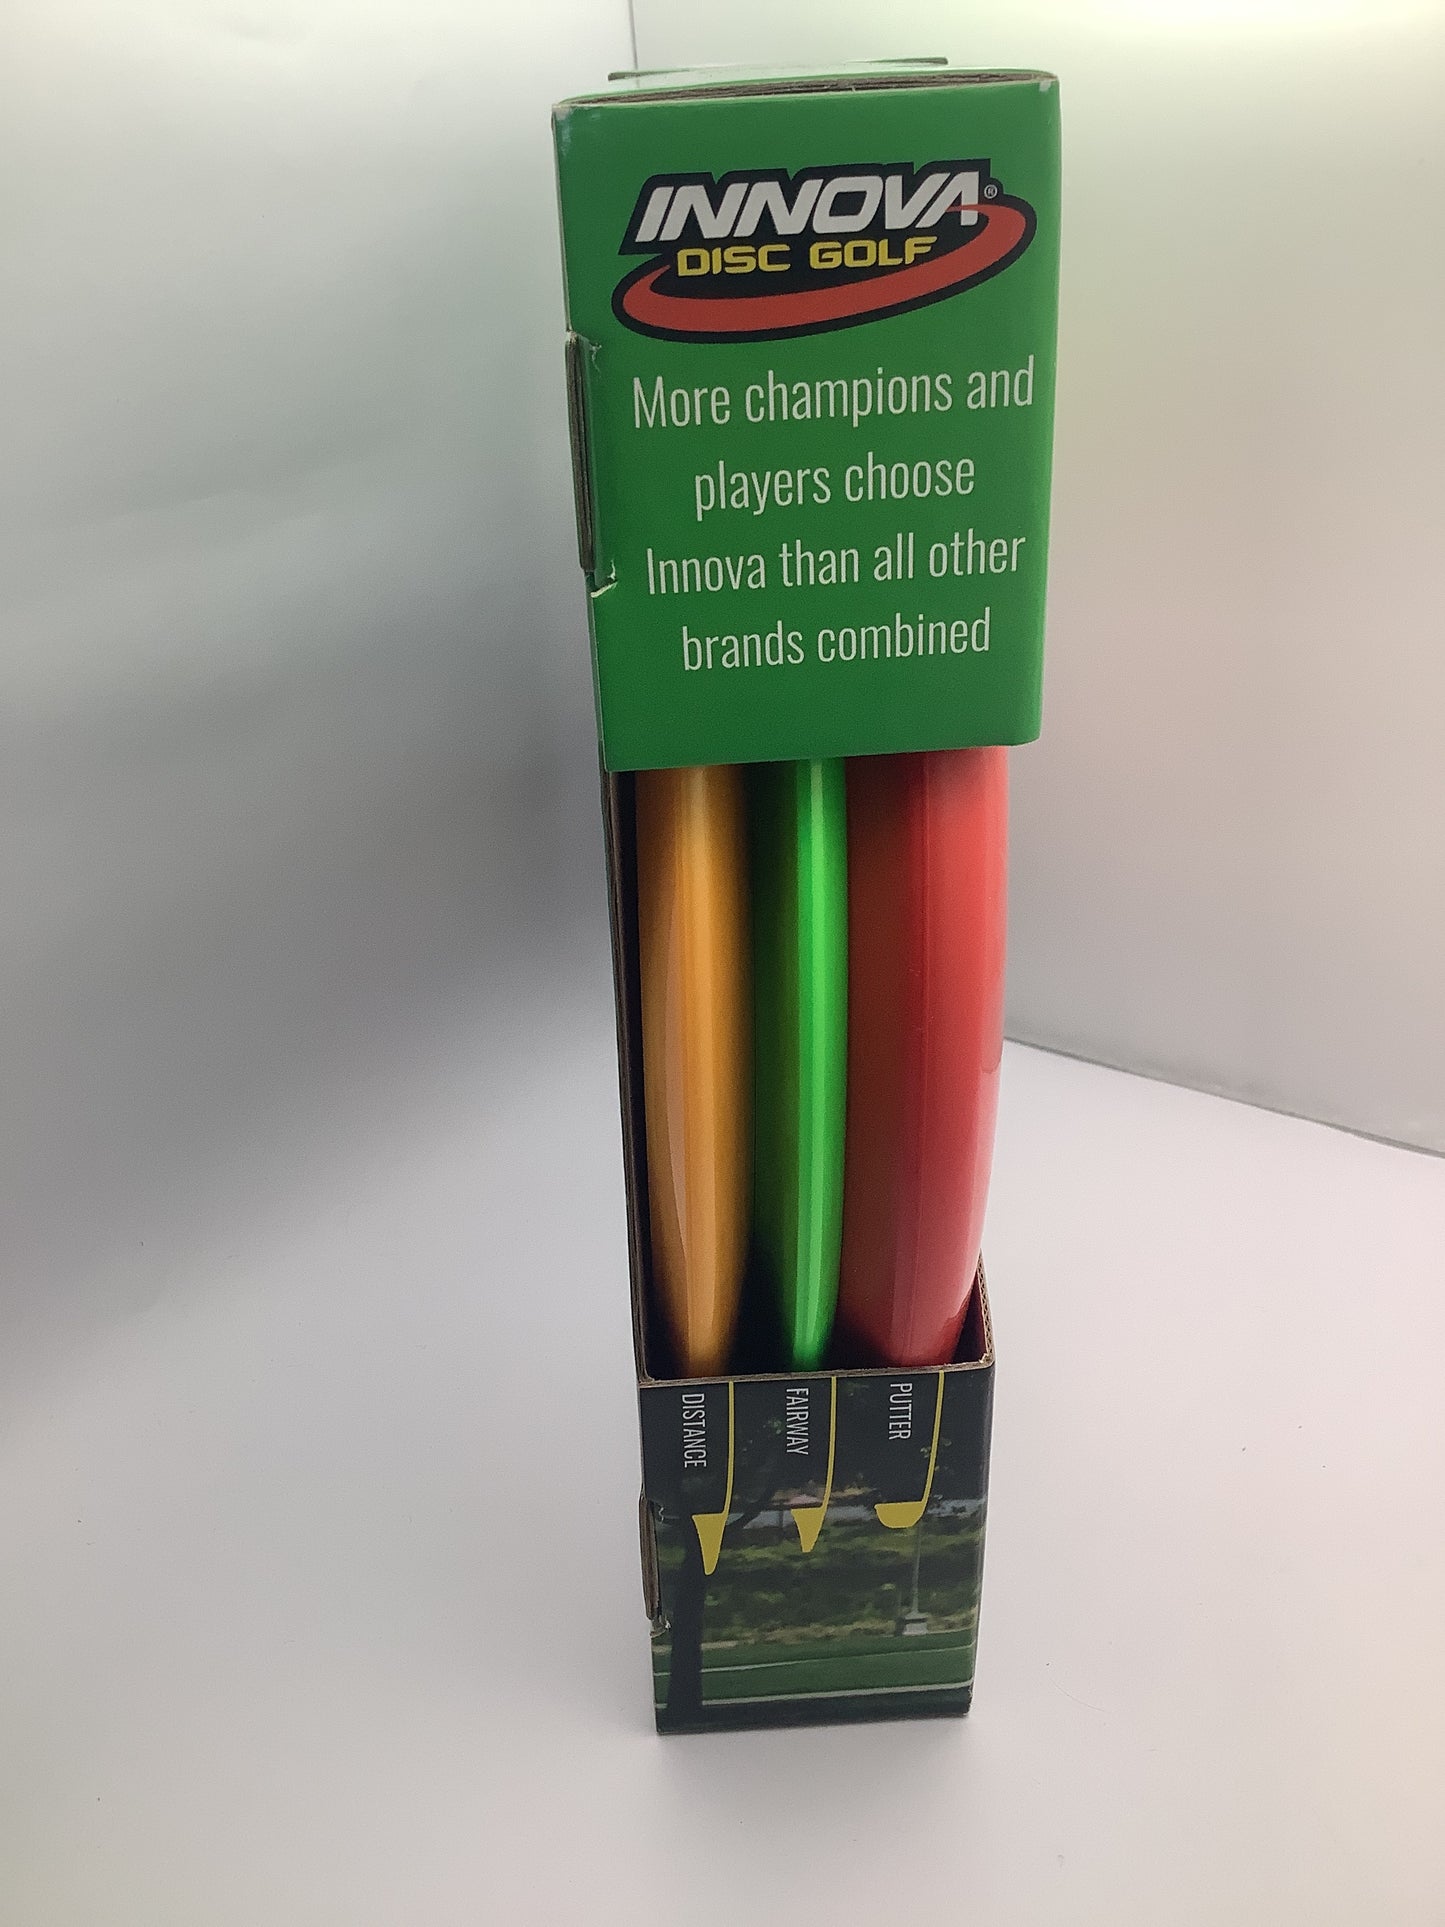 INNOVA®
DISC GOLF
More champions and
players choose
Innova than all other
brands combined
DISTANCE
FAIRWAY
PUTTER